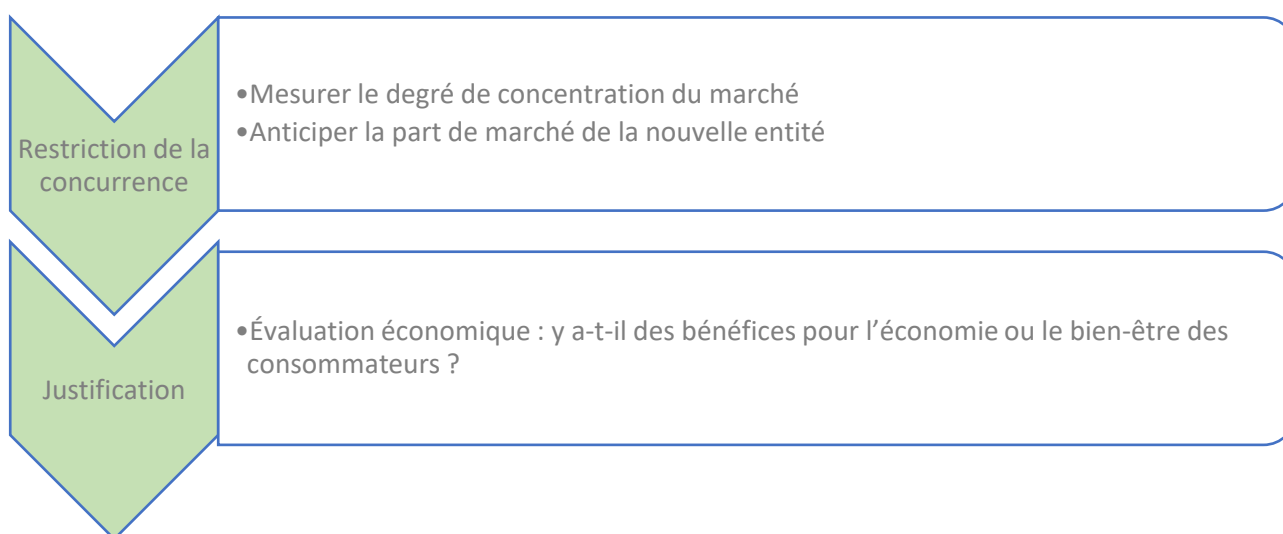 Restriction de la
concurrence
•Mesurer le degré de concentration du marché
•Anticiper la part de marché de la nouvelle entité
Justification
•Évaluation économique : y a-t-il des bénéfices pour l’économie ou le bien-être des
consommateurs ?